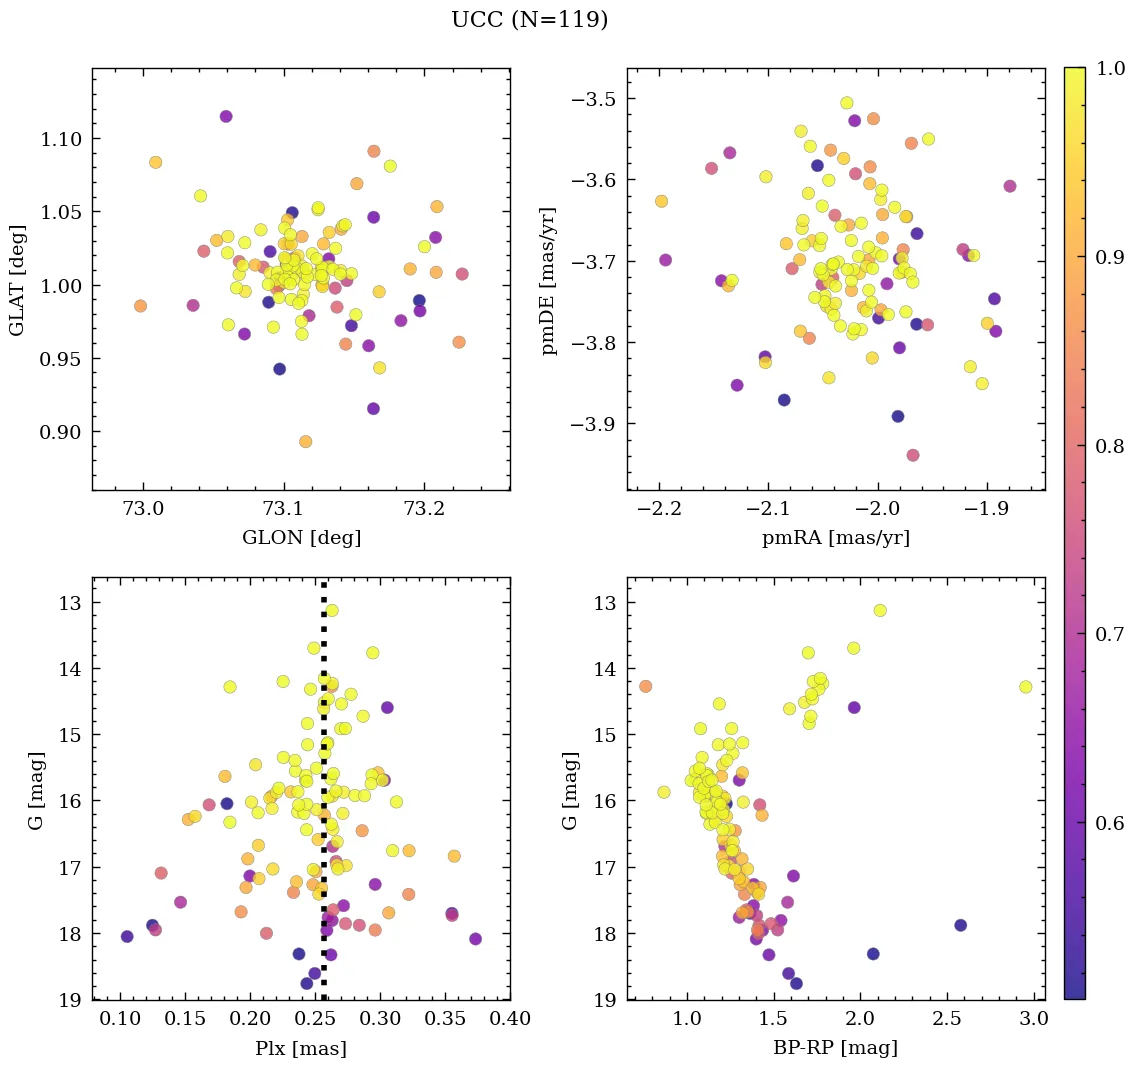 UCC (N=119)
1.10
1.05
1.00
0.95
0.90
GLAT [deg]
73.0 73.1 73.2
GLON [deg]
−3.5
−3.6
−3.7
−3.8
−3.9
pmDE [mas/yr]
−2.2 −2.1 −2.0 −1.9
pmRA [mas/yr]
13
14
15
16
17
18
19
G [mag]
0.10 0.15 0.20 0.25 0.30 0.35 0.40
Plx [mas]
13
14
15
16
17
18
19
G [mag]
1.0 1.5 2.0 2.5 3.0
BP-RP [mag]
1.0
0.9
0.8
0.7
0.6